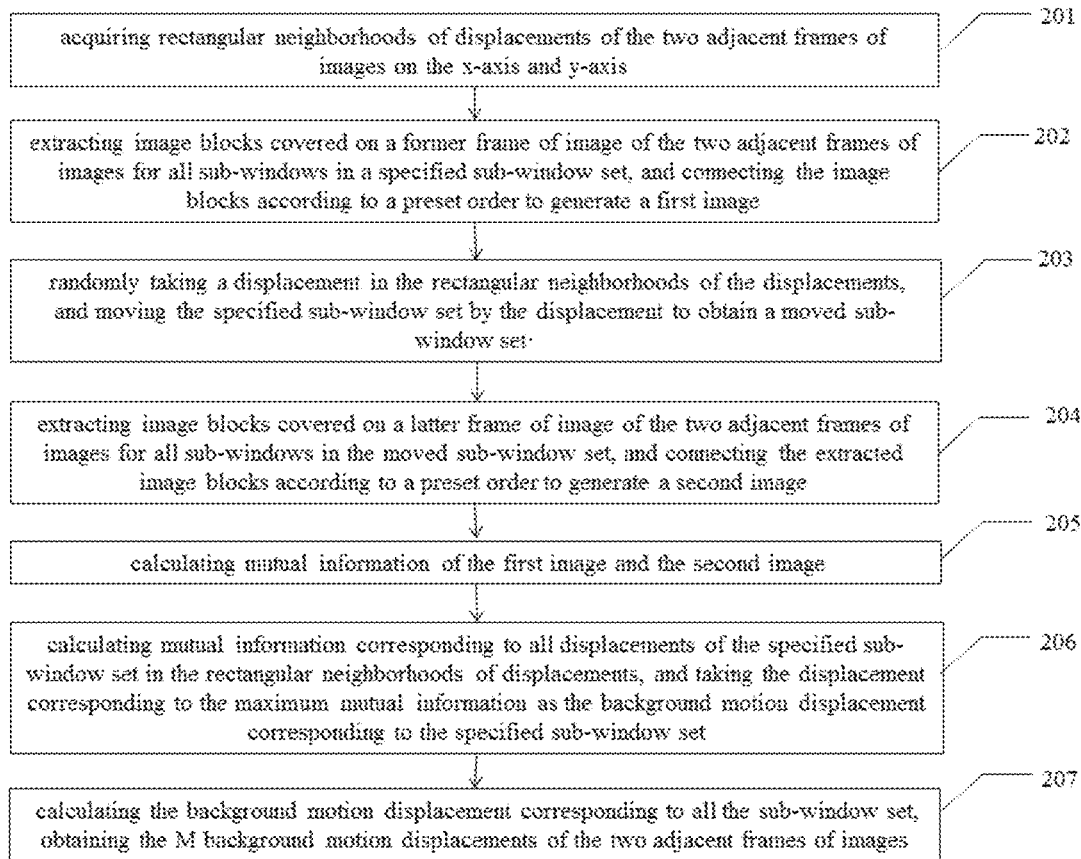 201
acquiring rectangular neighborhoods of displacements of the two adjacent frames of
images on the x-axis and y-axis
202
extracting image blocks covered on a former frame of image of the two adjacent frames of
images for all sub-windows in a specified sub-window set, and connecting the image
blocks according to a preset order to generate a first image
203
randomly taking a displacement in the rectangular neighborhoods of the displacements,
and moving the specified sub-window set by the displacement to obtain a moved sub-
window set·
204
extracting image blocks covered on a latter frame of image of the two adjacent frames of
images for all sub-windows in the moved sub-window set, and connecting the extracted
image blocks according to a preset order to generate a second image
205
calculating mutual information of the first image and the second image
206
calculating mutual information corresponding to all displacements of the specified sub-
window set in the rectangular neighborhoods of displacements, and taking the displacement
corresponding to the maximum mutual information as the background motion displacement
corresponding to the specified sub-window set
207
calculating the background motion displacement corresponding to all the sub-window set,
obtaining the M background motion displacements of the two adjacent frames of images